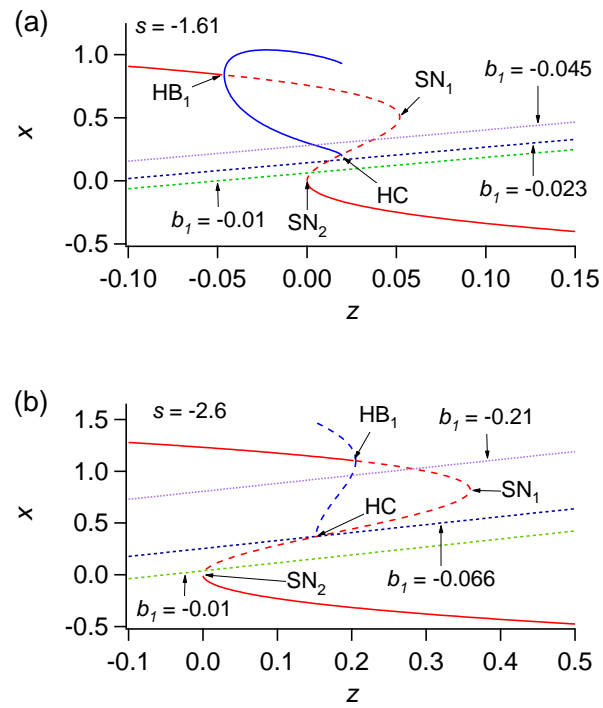 (a)
s = -1.61
1.0
0.5
0.0
-0.5
x
HB1
SN1
b1 = -0.045
HC
b1 = -0.023
b1 = -0.01
SN2
-0.10 -0.05 0.00 0.05 0.10 0.15
z
(b)
s = -2.6
1.5
1.0
0.5
0.0
-0.5
x
HB1
b1 = -0.21
SN1
HC
SN2
b1 = -0.066
b1 = -0.01
-0.1 0.0 0.1 0.2 0.3 0.4 0.5
z